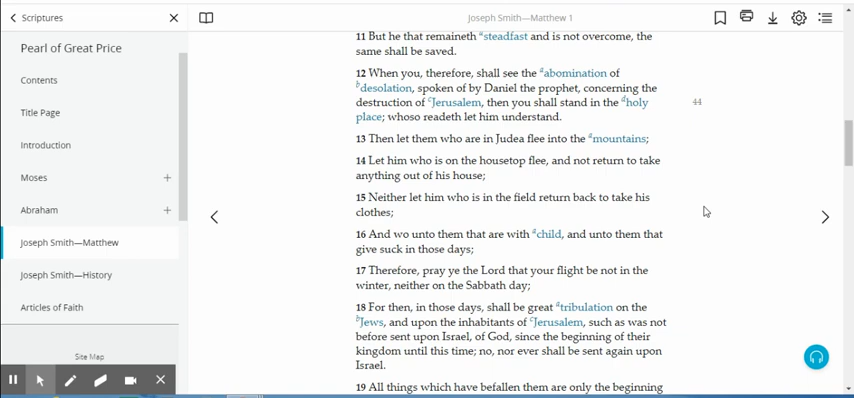 Scriptures
Joseph Smith—Matthew 1
Pearl of Great Price
Contents
Title Page
Introduction
Moses
Abraham
Joseph Smith—Matthew
Joseph Smith—History
Articles of Faith
Site Map
11 But he that remaineth a steadfast and is not overcome, the
same shall be saved.
12 When you, therefore, shall see the a abomination of
b desolation, spoken of by Daniel the prophet, concerning the
destruction of c Jerusalem, then you shall stand in the d holy
place; whoso readeth let him understand.
44
13 Then let them who are in Judea flee into the a mountains;
14 Let him who is on the housetop flee, and not return to take
anything out of his house;
15 Neither let him who is in the field return back to take his
clothes;
16 And wo unto them that are with a child, and unto them that
give suck in those days;
17 Therefore, pray ye the Lord that your flight be not in the
winter, neither on the Sabbath day;
18 For then, in those days, shall be great a tribulation on the
b Jews, and upon the inhabitants of c Jerusalem, such as was not
before sent upon Israel, of God, since the beginning of their
kingdom until this time; no, nor ever shall be sent again upon
Israel.
19 All things which have befallen them are only the beginning